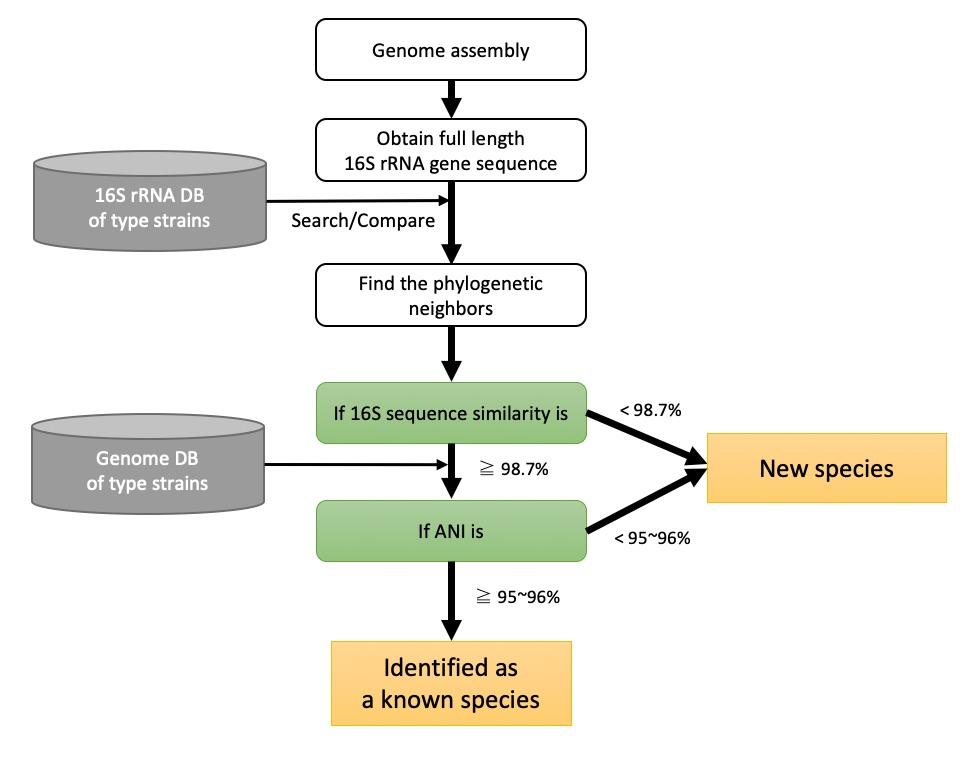 Genome assembly
Obtain full length
16S rRNA gene sequence
16S rRNA DB
of type strains
Search/Compare
Find the phylogenetic
neighbors
If 16S sequence similarity is
< 98.7%
Genome DB
of type strains
≧ 98.7%
New species
If ANI is
< 95~96%
≧ 95~96%
Identified as
a known species